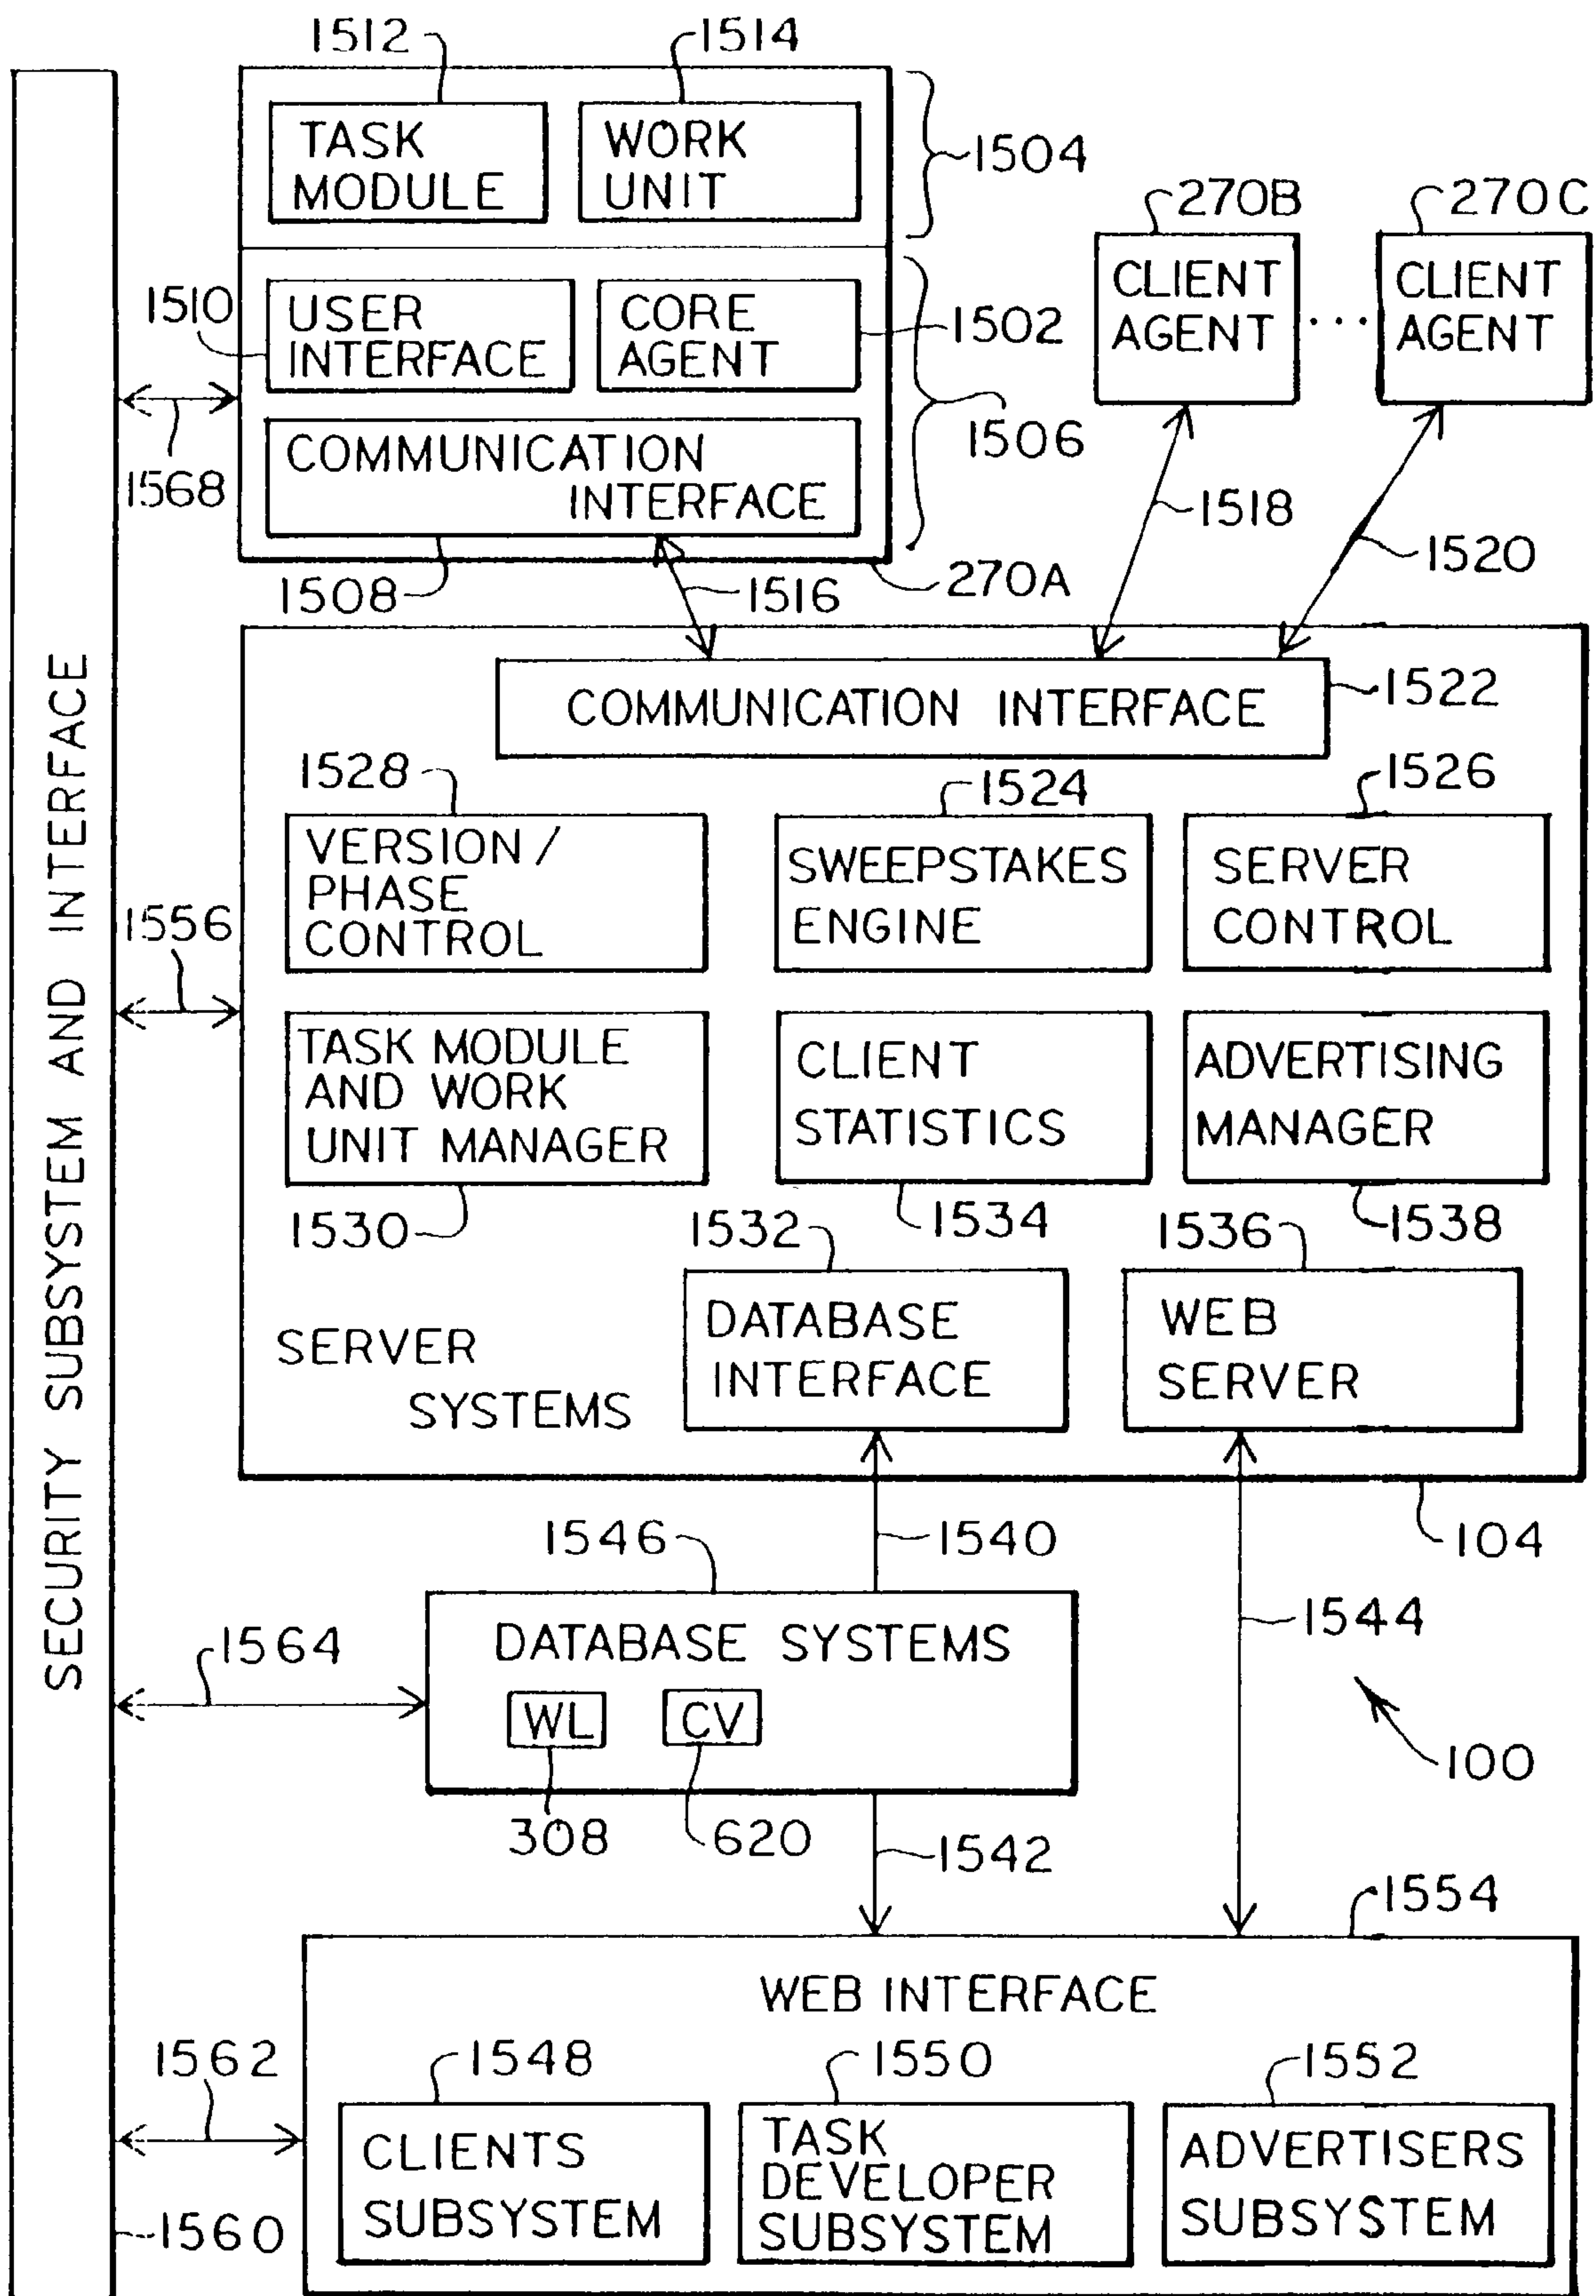 1512
1514
TASK
MODULE
WORK
UNIT
1504
270B
270C
CLIENT
AGENT
...
CLIENT
AGENT
1510
USER
INTERFACE
CORE
AGENT
1502
1506
COMMUNICATION
INTERFACE
1568
1518
1520
1508
1516
270A
SECURITY SUBSYSTEM AND INTERFACE
COMMUNICATION INTERFACE
1522
1528
1524
1526
VERSION/
PHASE
CONTROL
SWEEPSTAKES
ENGINE
SERVER
CONTROL
1556
TASK MODULE
AND WORK
UNIT MANAGER
CLIENT
STATISTICS
ADVERTISING
MANAGER
1530
1532
1534
1536
1538
SERVER
SYSTEMS
DATABASE
INTERFACE
WEB
SERVER
1546
1540
104
1564
DATABASE SYSTEMS
WL
CV
1544
100
308
620
1542
1554
WEB INTERFACE
1562
1548
1550
1552
CLIENTS
SUBSYSTEM
TASK
DEVELOPER
SUBSYSTEM
ADVERTISERS
SUBSYSTEM
1560